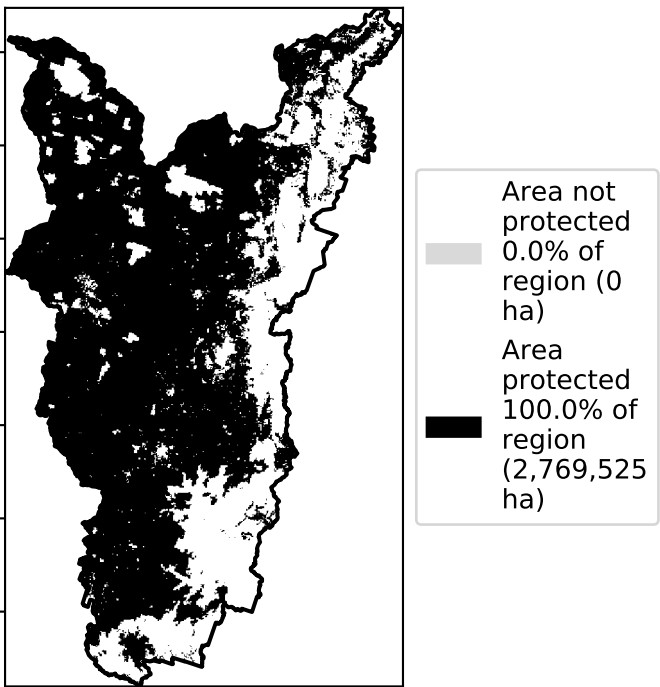 Area not
protected
0.0% of
region (0
ha)
Area
protected
100.0% of
region
(2,769,525
ha)